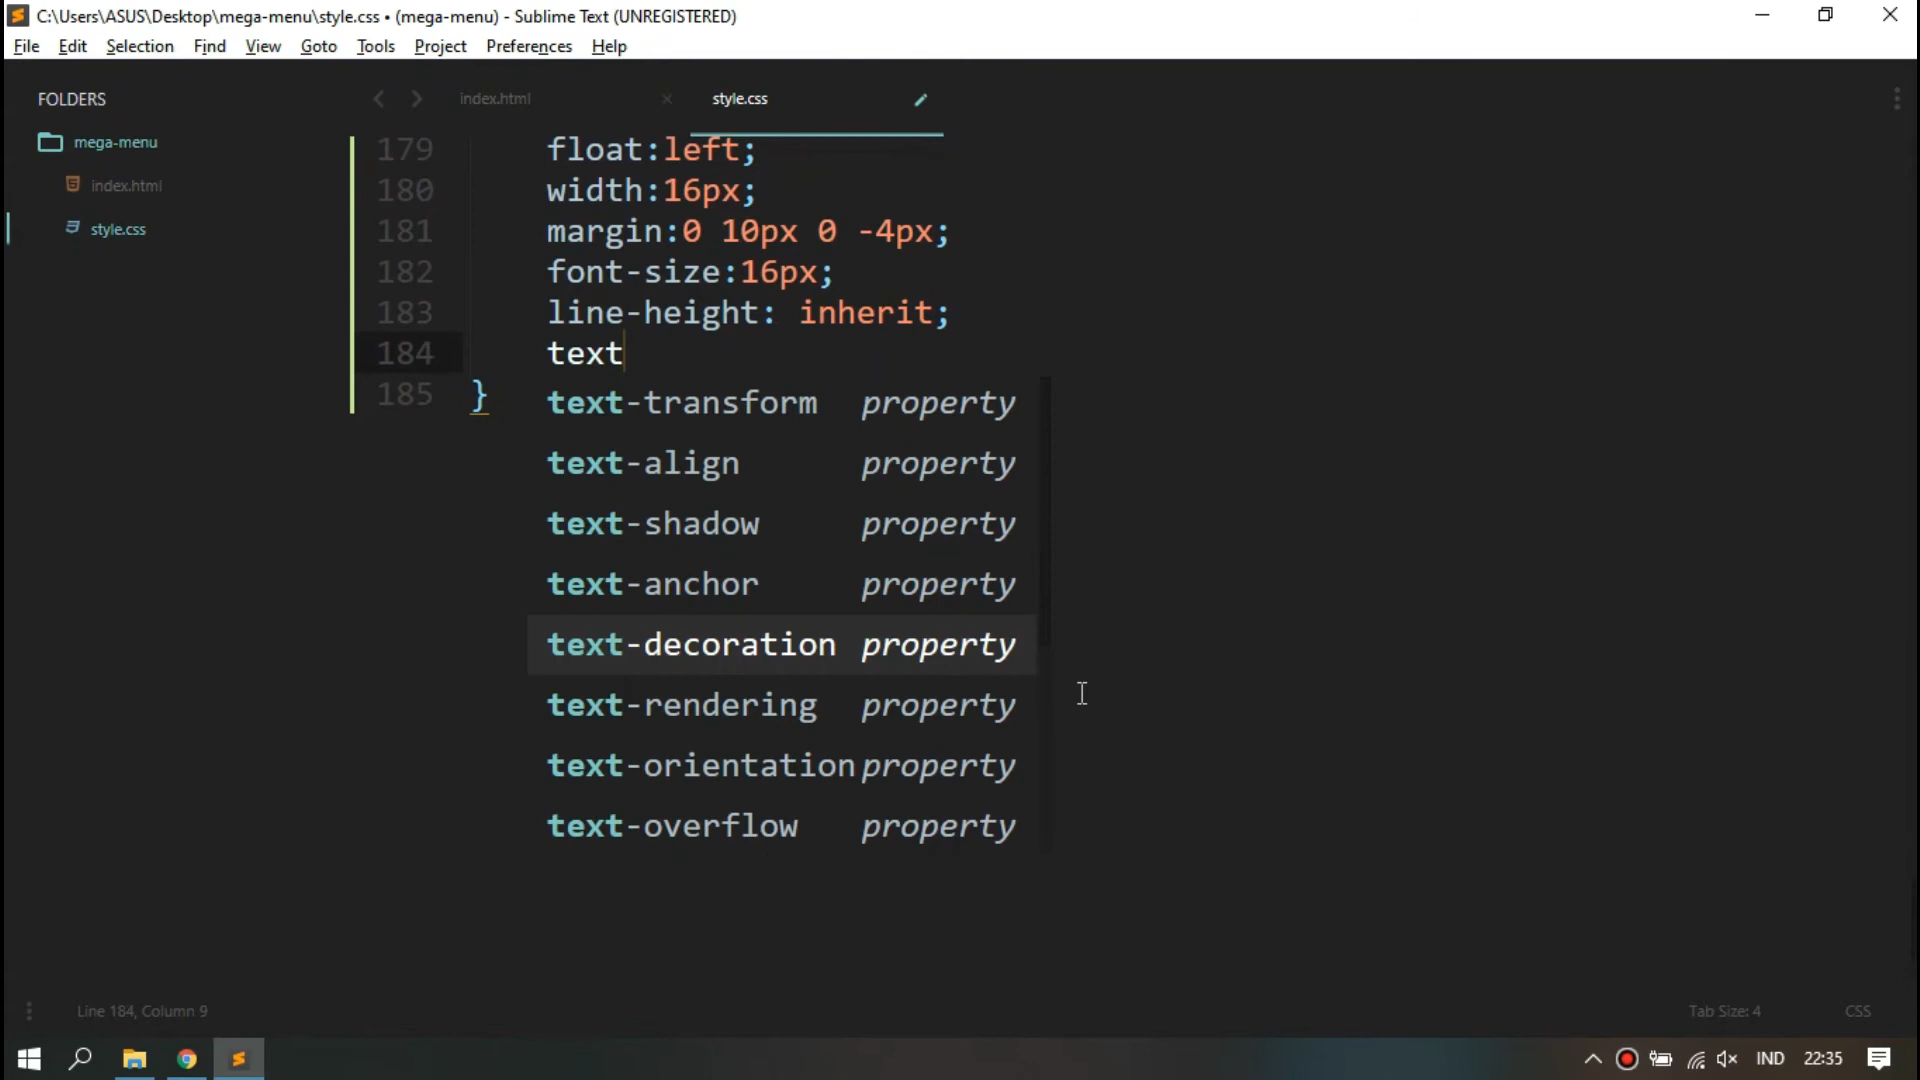 C:\Users\ASUS\Desktop\mega-menu\style.css • (mega-menu) - Sublime Text (UNREGISTERED)
File Edit Selection Find View Goto Tools Project Preferences Help
FOLDERS
mega-menu
index.html
style.css
index.html style.css
179 float:left;
180 width:16px;
181 margin:0 10px 0 -4px;
182 font-size:16px;
183 line-height: inherit;
184 text
185 }
text-transform property
text-align property
text-shadow property
text-anchor property
text-decoration property
text-rendering property
text-orientation property
text-overflow property
Line 184, Column 9
Tab Size: 4 CSS
IND 22:35